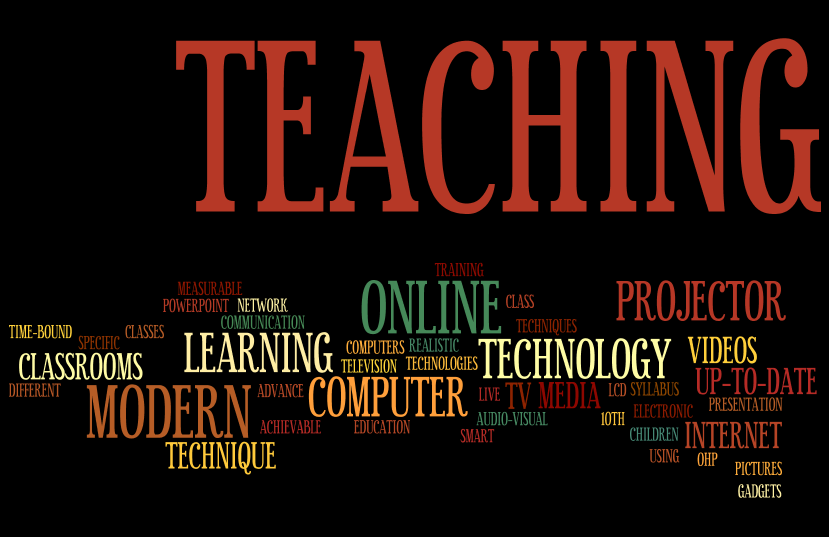 TEACHING
TRAINING
MEASURABLE
ONLINE
PROJECTOR
POWERPOINT
NETWORK
CLASS
COMMUNICATION
TECHNIQUES
TIME-BOUND
CLASSES
SPECIFIC
LEARNING
COMPUTERS
REALISTIC
TECHNOLOGY
VIDEOS
CLASSROOMS
TELEVISION
TECHNOLOGIES
UP-TO-DATE
DIFFERENT
MODERN
ADVANCE
COMPUTER
LIVE
TV
MEDIA
LCD
SYLLABUS
PRESENTATION
ACHIEVABLE
EDUCATION
AUDIO-VISUAL
10TH
ELECTRONIC
SMART
CHILDREN
INTERNET
TECHNIQUE
USING
OHP
PICTURES
GADGETS